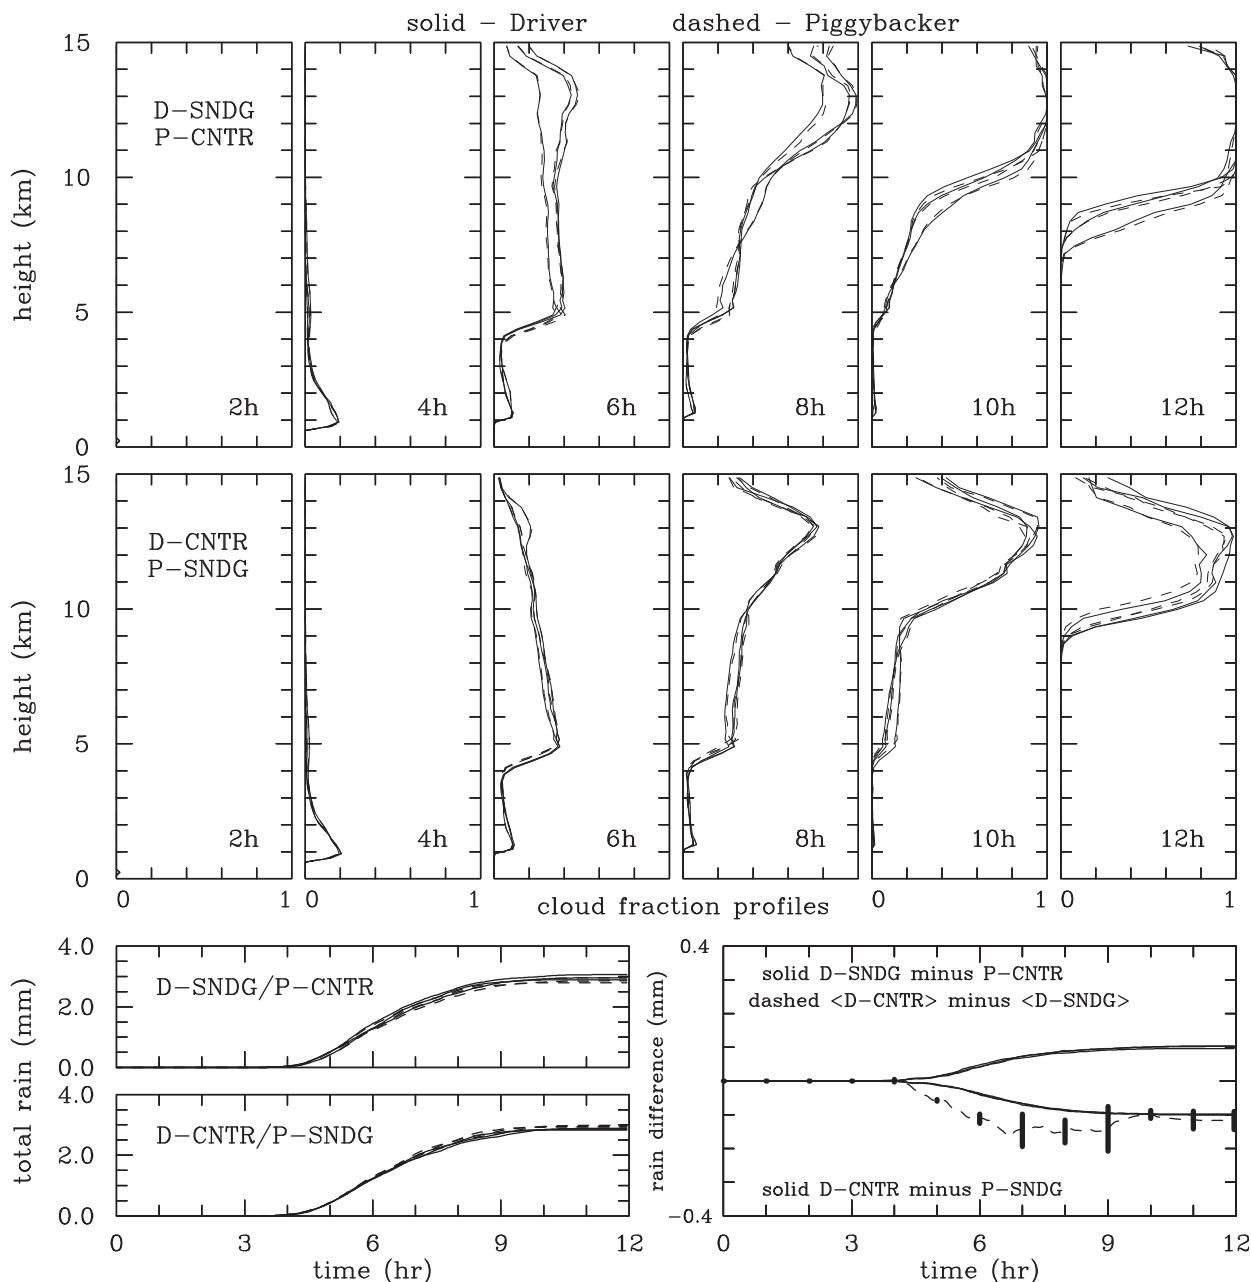 solid − Driver dashed − Piggybacker
15
10
5
0
height (km)
D−SNDG
P−CNTR
2h
4h
6h
8h
10h
12h
15
10
5
0
height (km)
D−CNTR
P−SNDG
2h
4h
6h
8h
10h
12h
0 1 0 1 0 1 0 1
cloud fraction profiles
4.0
2.0
0.0
D−SNDG/P−CNTR
4.0
2.0
0.0
D−CNTR/P−SNDG
total rain (mm)
0 3 6 9 12
time (hr)
0.4
−0.4
rain difference (mm)
solid D−SNDG minus P−CNTR
dashed <D−CNTR> minus <D−SNDG>
solid D−CNTR minus P−SNDG
0 3 6 9 12
time (hr)